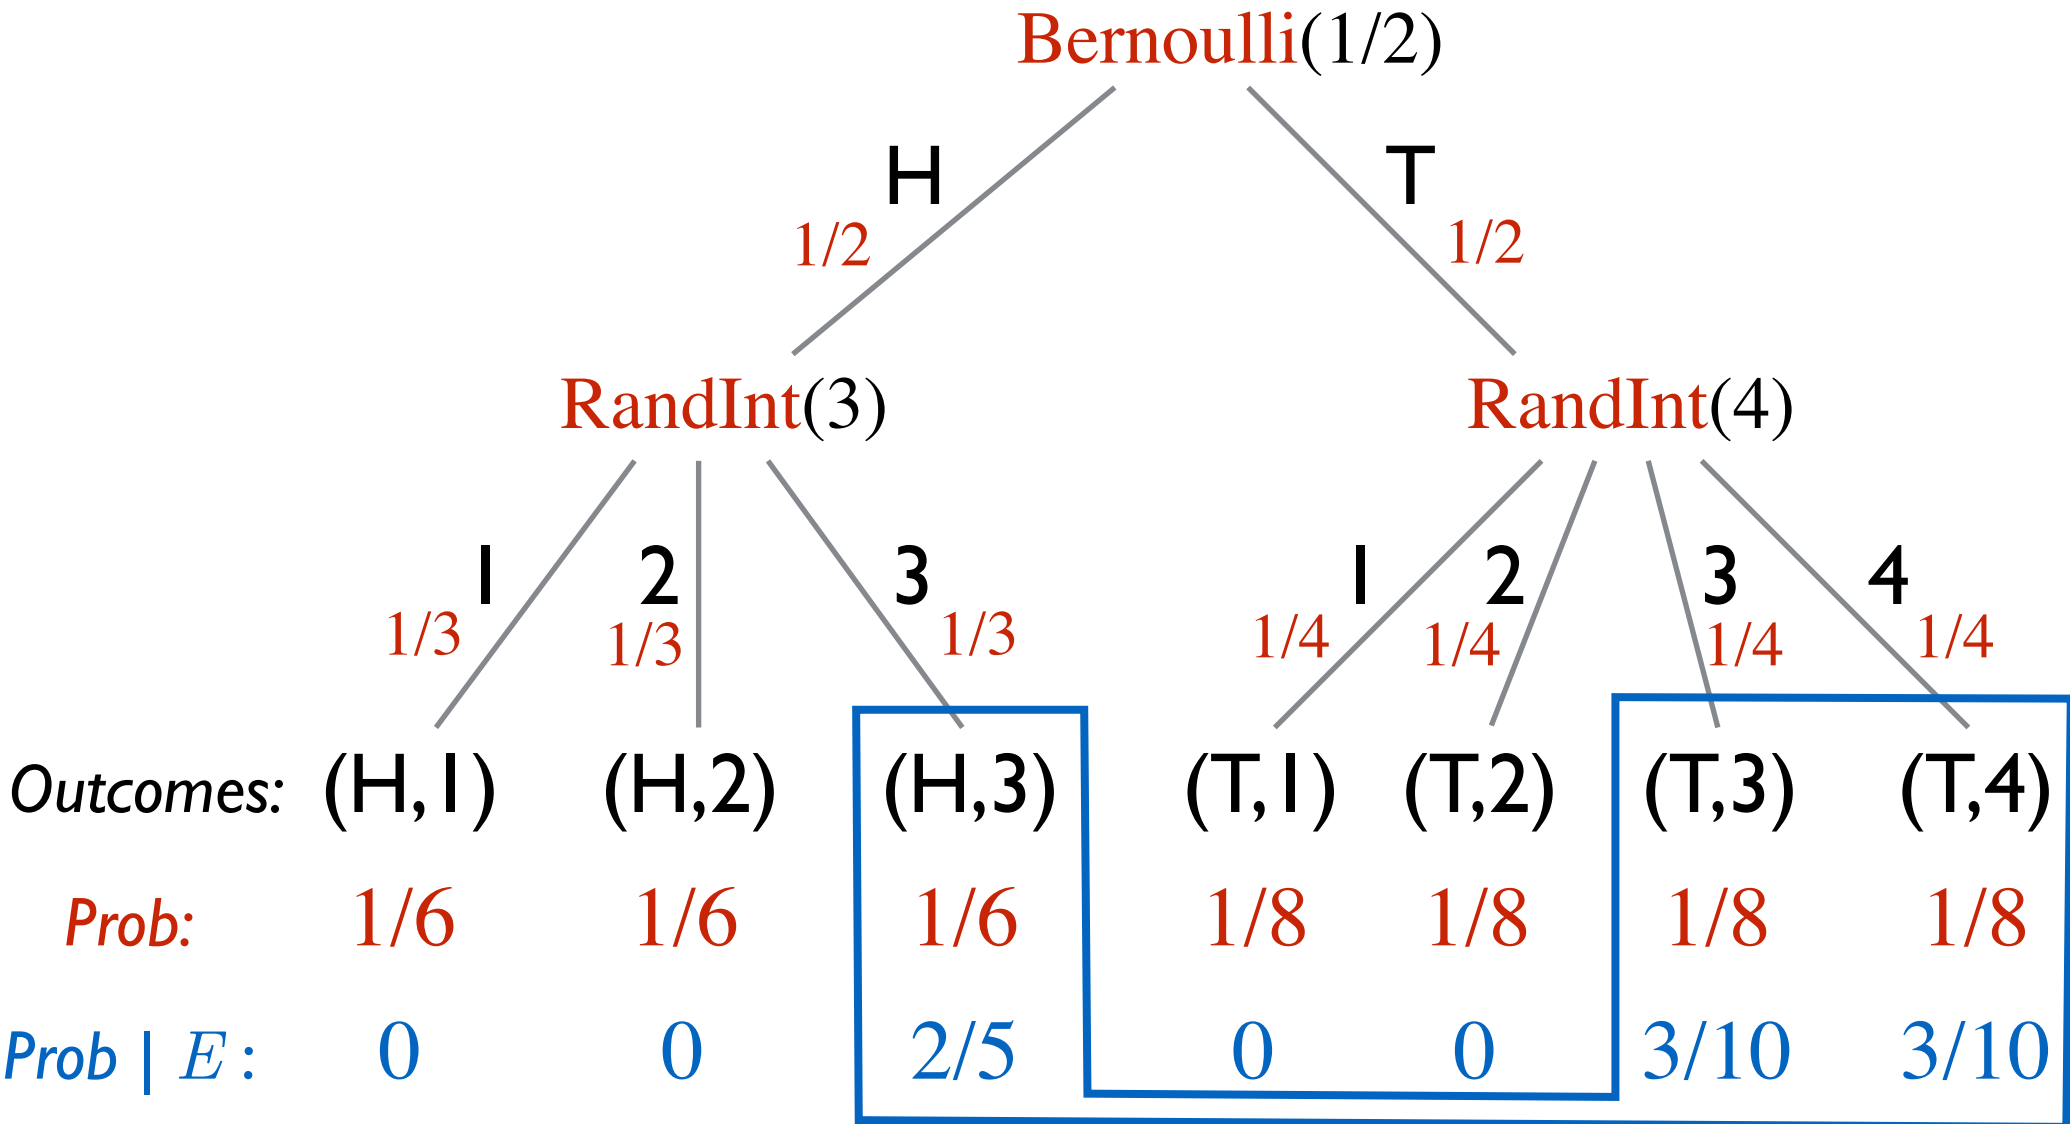 Bernoulli(1/2)
H T
1/2 1/2
RandInt(3) RandInt(4)
1 2 3 1 2 3 4
1/3 1/3 1/3 1/4 1/4 1/4 1/4
Outcomes: (H,1) (H,2) (H,3) (T,1) (T,2) (T,3) (T,4)
Prob: 1/6 1/6 1/6 1/8 1/8 1/8 1/8
Prob | E : 0 0 2/5 0 0 3/10 3/10